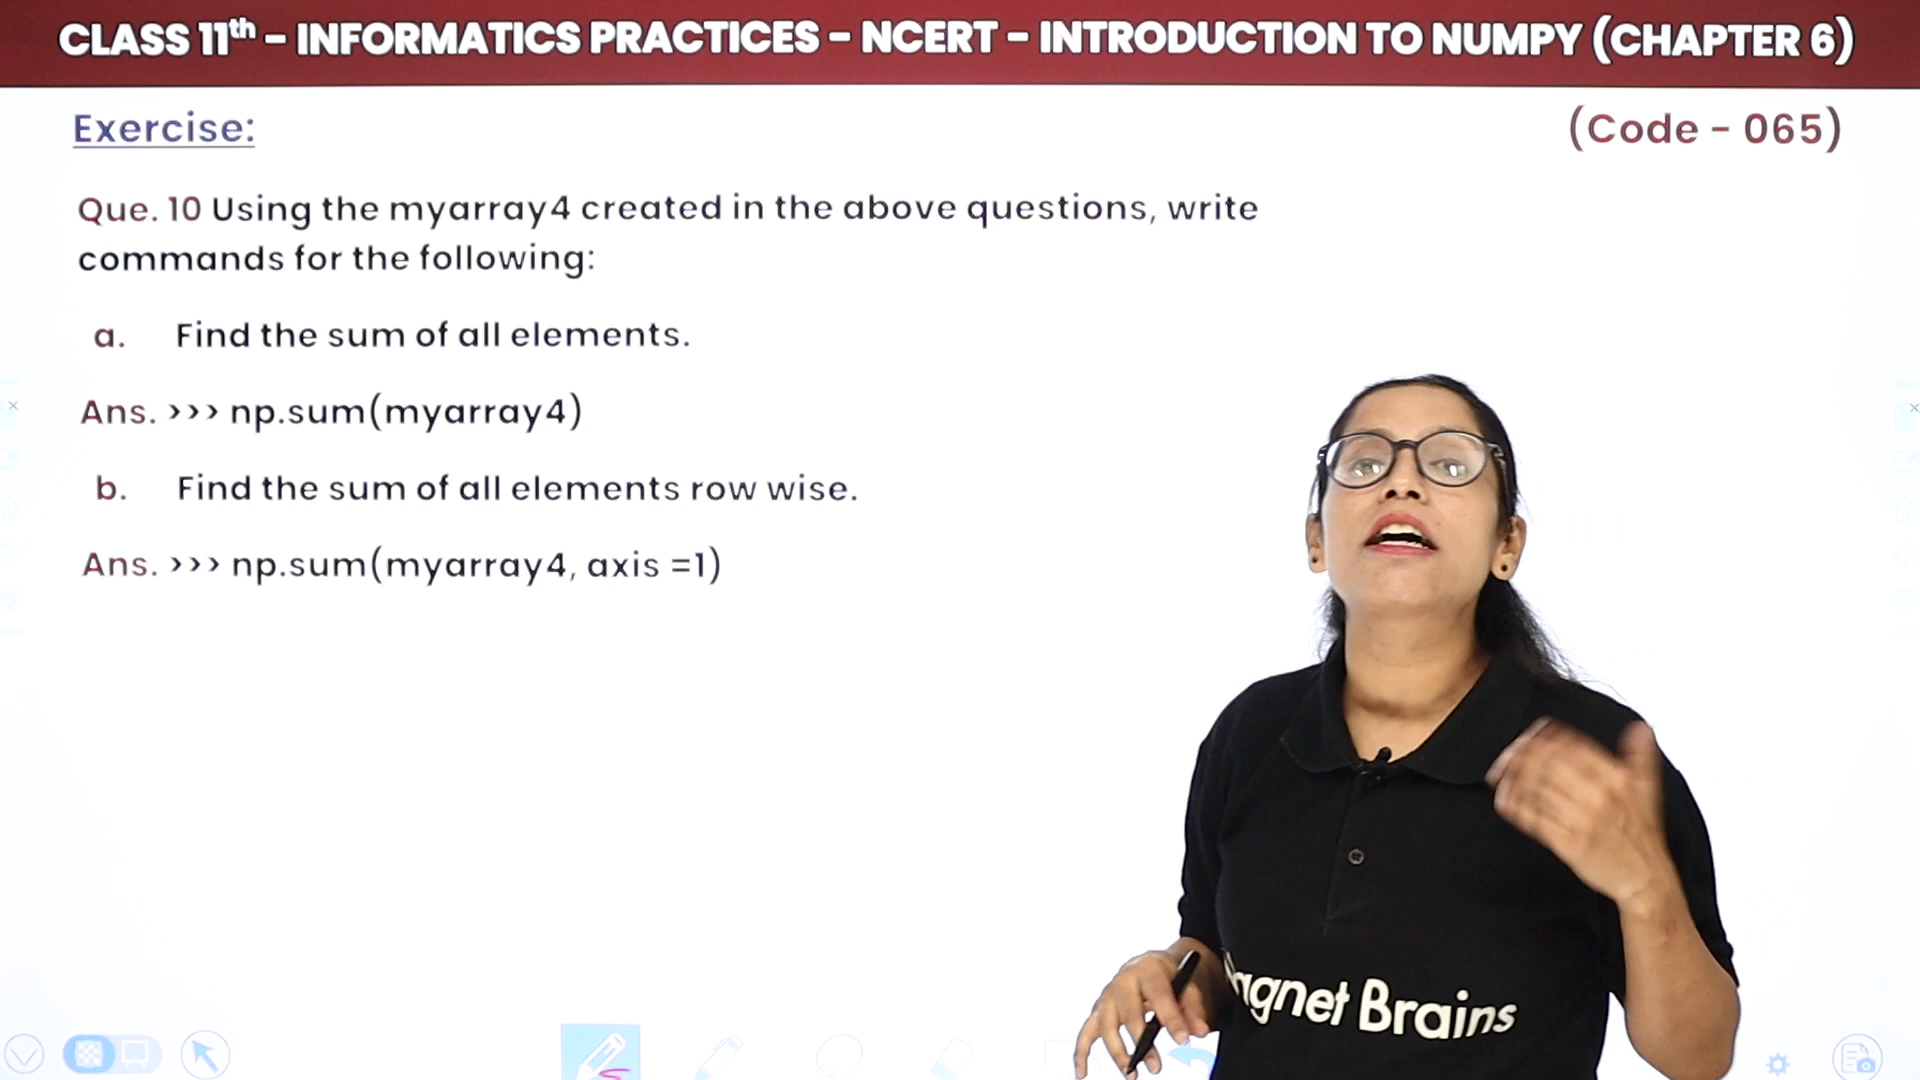 CLASS 11th - INFORMATICS PRACTICES - NCERT - INTRODUCTION TO NUMPY (CHAPTER 6)
Exercise:
(Code - 065)
Que. 10 Using the myarray4 created in the above questions, write
commands for the following:
a. Find the sum of all elements.
Ans. >>> np.sum(myarray4)
b. Find the sum of all elements row wise.
Ans. >>> np.sum(myarray4, axis =1)
agnet Brains